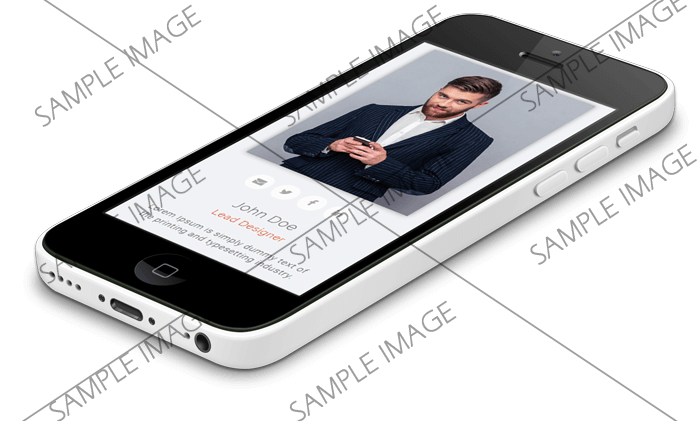 SAMPLE IMAGE
SAMPLE IMAGE
SAMPLE IMAGE
SAMPLE IMAGE
SAMPLE IMAGE
SAMPLE IMAGE
John Doe
Lead Designer
Lorem Ipsum is simply dummy text of
the printing and typesetting industry.
SAMPLE IMAGE
SAMPLE IMAGE